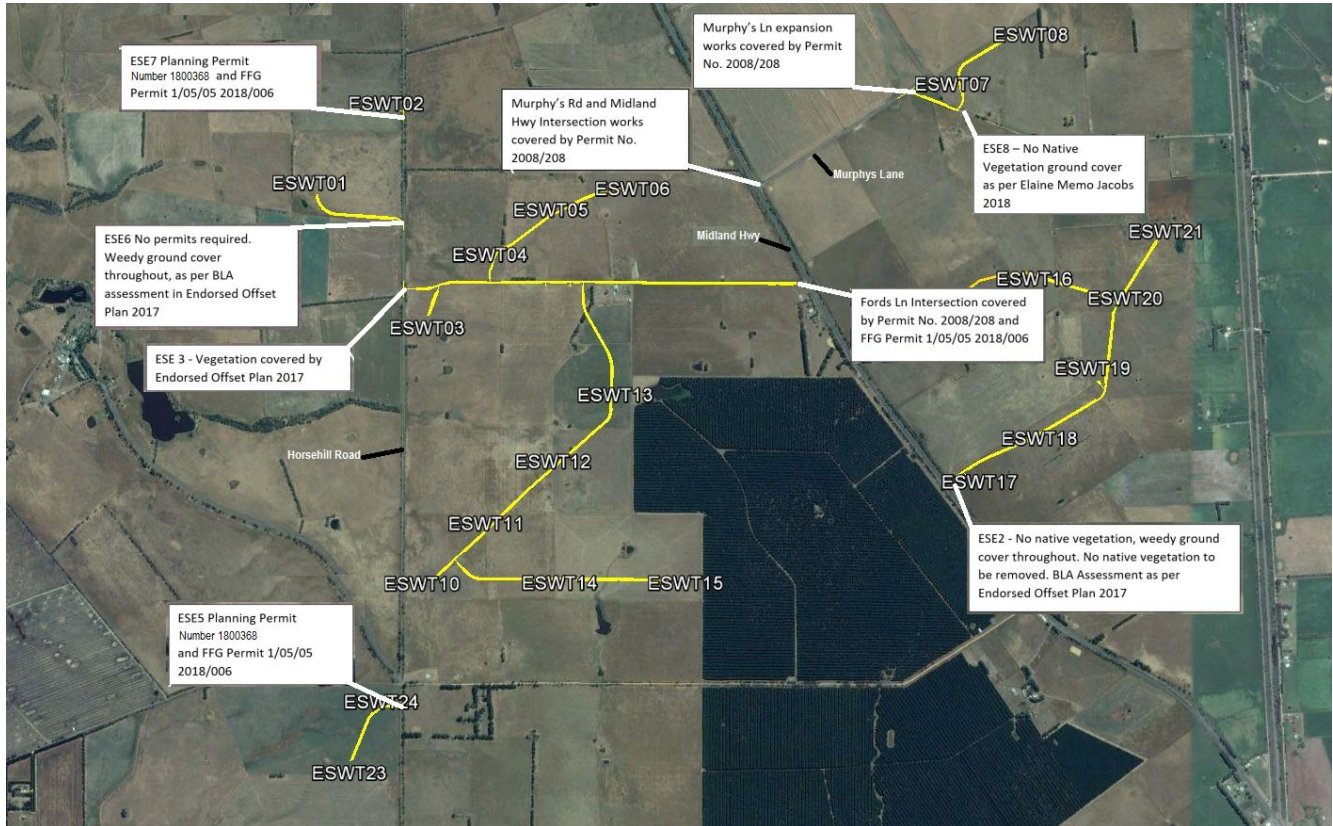 ESE7 Planning Permit
Number 1800368 and FFG
Permit 1/05/05 2018/006
ESWT02
Murphy's Rd and Midland
Hwy Intersection works
covered by Permit No.
2008/208
Murphy's Ln expansion
works covered by Permit
No. 2008/208
ESWT08
ESWT07
ESE8 – No Native
Vegetation ground cover
as per Elaine Memo Jacobs
2018
Murphys Lane
ESWT01
ESWT06
ESWT05
ESWT04
Midland Hwy
ESWT21
ESE6 No permits required.
Weedy ground cover
throughout, as per BLA
assessment in Endorsed Offset
Plan 2017
ESWT16
ESWT20
ESWT03
Fords Ln Intersection covered
by Permit No. 2008/208 and
FFG Permit 1/05/05 2018/006
ESE 3 - Vegetation covered by
Endorsed Offset Plan 2017
ESWT19
ESWT13
ESWT18
Horsehill Road
ESWT12
ESWT17
ESWT11
ESE2 - No native vegetation, weedy ground
cover throughout. No native vegetation to
be removed. BLA Assessment as per
Endorsed Offset Plan 2017
ESWT10
ESWT14
ESWT15
ESE5 Planning Permit
Number 1800368
and FFG Permit 1/05/05
2018/006
ESWT24
ESWT23